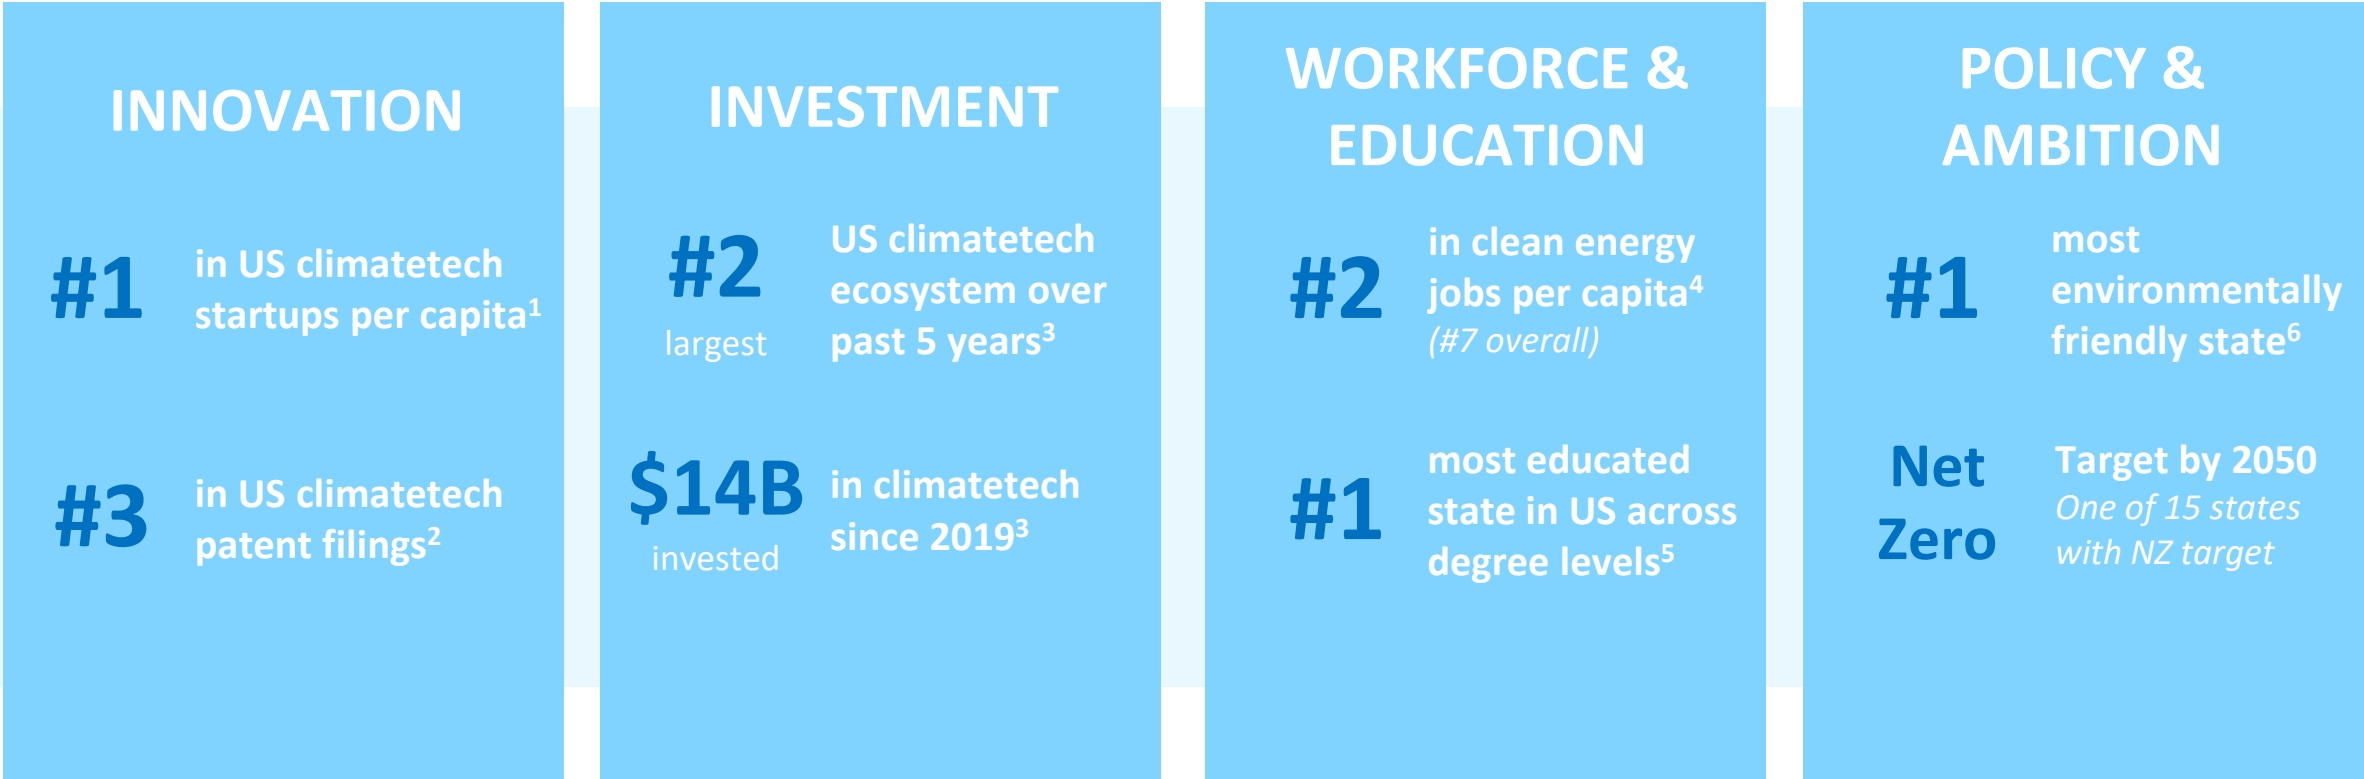 INNOVATION
#1
in US climatetech
startups per capita¹
#3
in US climatetech
patent filings²
INVESTMENT
#2
largest
US climatetech
ecosystem over
past 5 years³
$14B
invested
in climatetech
since 2019³
WORKFORCE &
EDUCATION
#2
in clean energy
jobs per capita⁴
(#7 overall)
#1
most educated
state in US across
degree levels⁵
POLICY &
AMBITION
#1
most
environmentally
friendly state⁶
Net
Zero
Target by 2050
One of 15 states
with NZ target